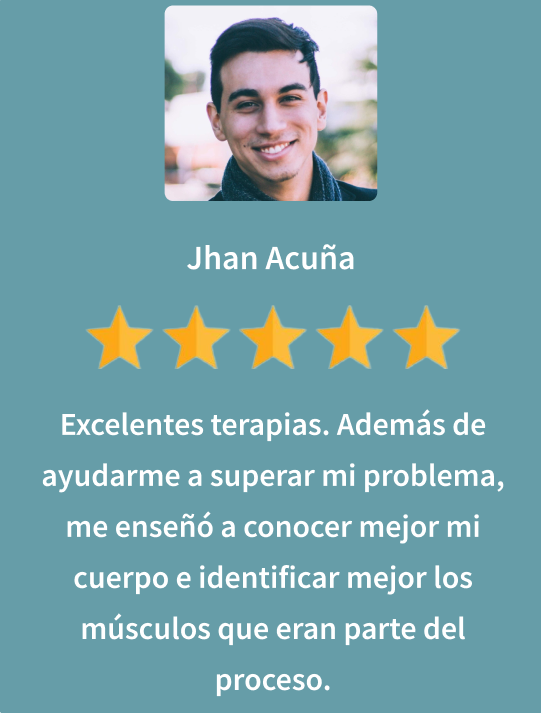 Jhan Acuña
Excelentes terapias. Además de
ayudarme a superar mi problema,
me enseñó a conocer mejor mi
cuerpo e identificar mejor los
músculos que eran parte del
proceso.